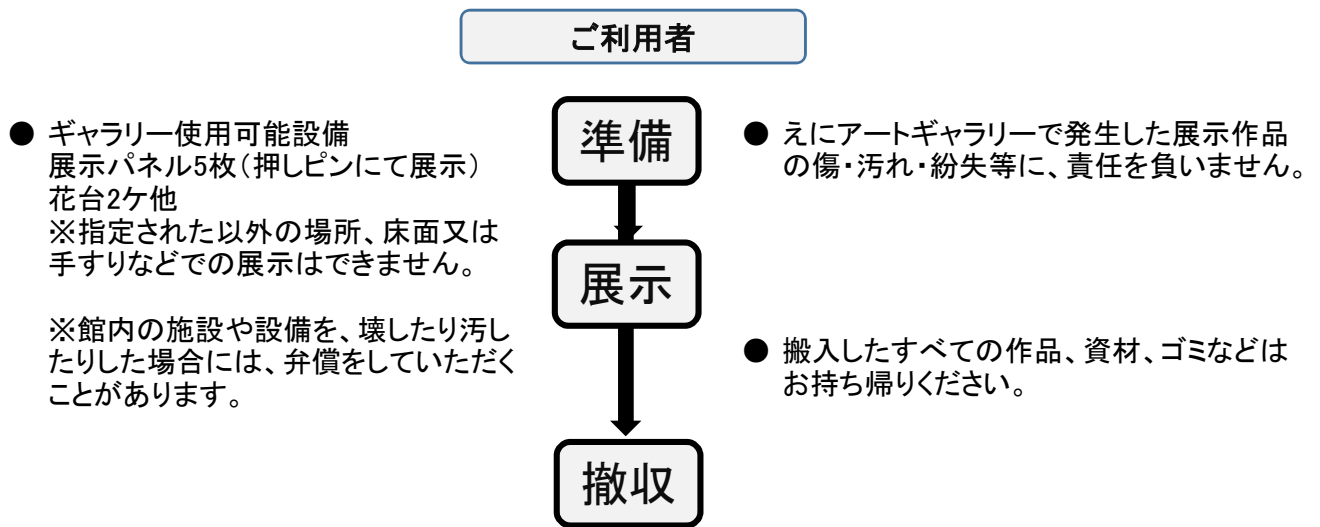 ご利用者
準備
● ギャラリー使用可能設備
展示パネル5枚(押しピンにて展示)
花台2ケ他
※指定された以外の場所、床面又は
手すりなどでの展示はできません。
※館内の施設や設備を、壊したり汚し
たりした場合には、弁償をしていただく
ことがあります。
● えにアートギャラリーで発生した展示作品
の傷・汚れ・紛失等に、責任を負いません。
展示
● 搬入したすべての作品、資材、ゴミなどは
お持ち帰りください。
撤収